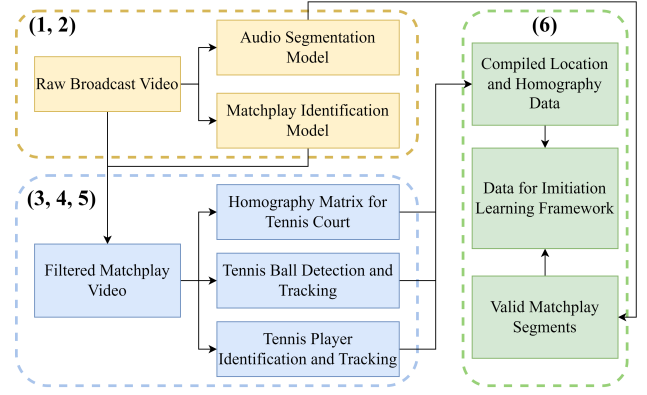 (1, 2)
Raw Broadcast Video
Audio Segmentation
Model
Matchplay Identification
Model
(3, 4, 5)
Filtered Matchplay
Video
Homography Matrix for
Tennis Court
Tennis Ball Detection and
Tracking
Tennis Player
Identification and Tracking
(6)
Compiled Location
and Homography
Data
Data for Imitiation
Learning Framework
Valid Matchplay
Segments